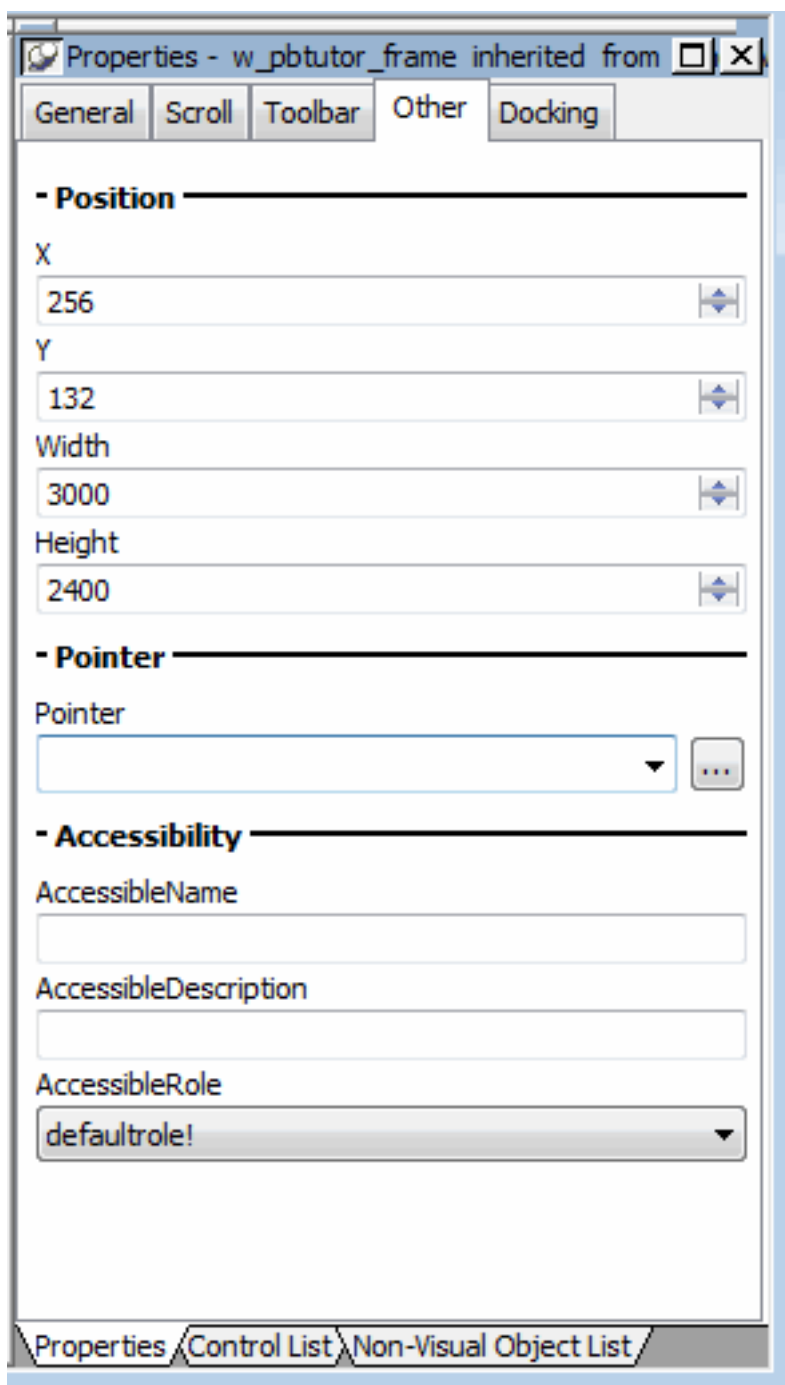 Properties - w_pbtutor_frame inherited from
General Scroll Toolbar Other Docking
- Position
X
256
Y
132
Width
3000
Height
2400
- Pointer
Pointer
...
- Accessibility
AccessibleName
AccessibleDescription
AccessibleRole
defaultrole!
Properties Control List Non-Visual Object List